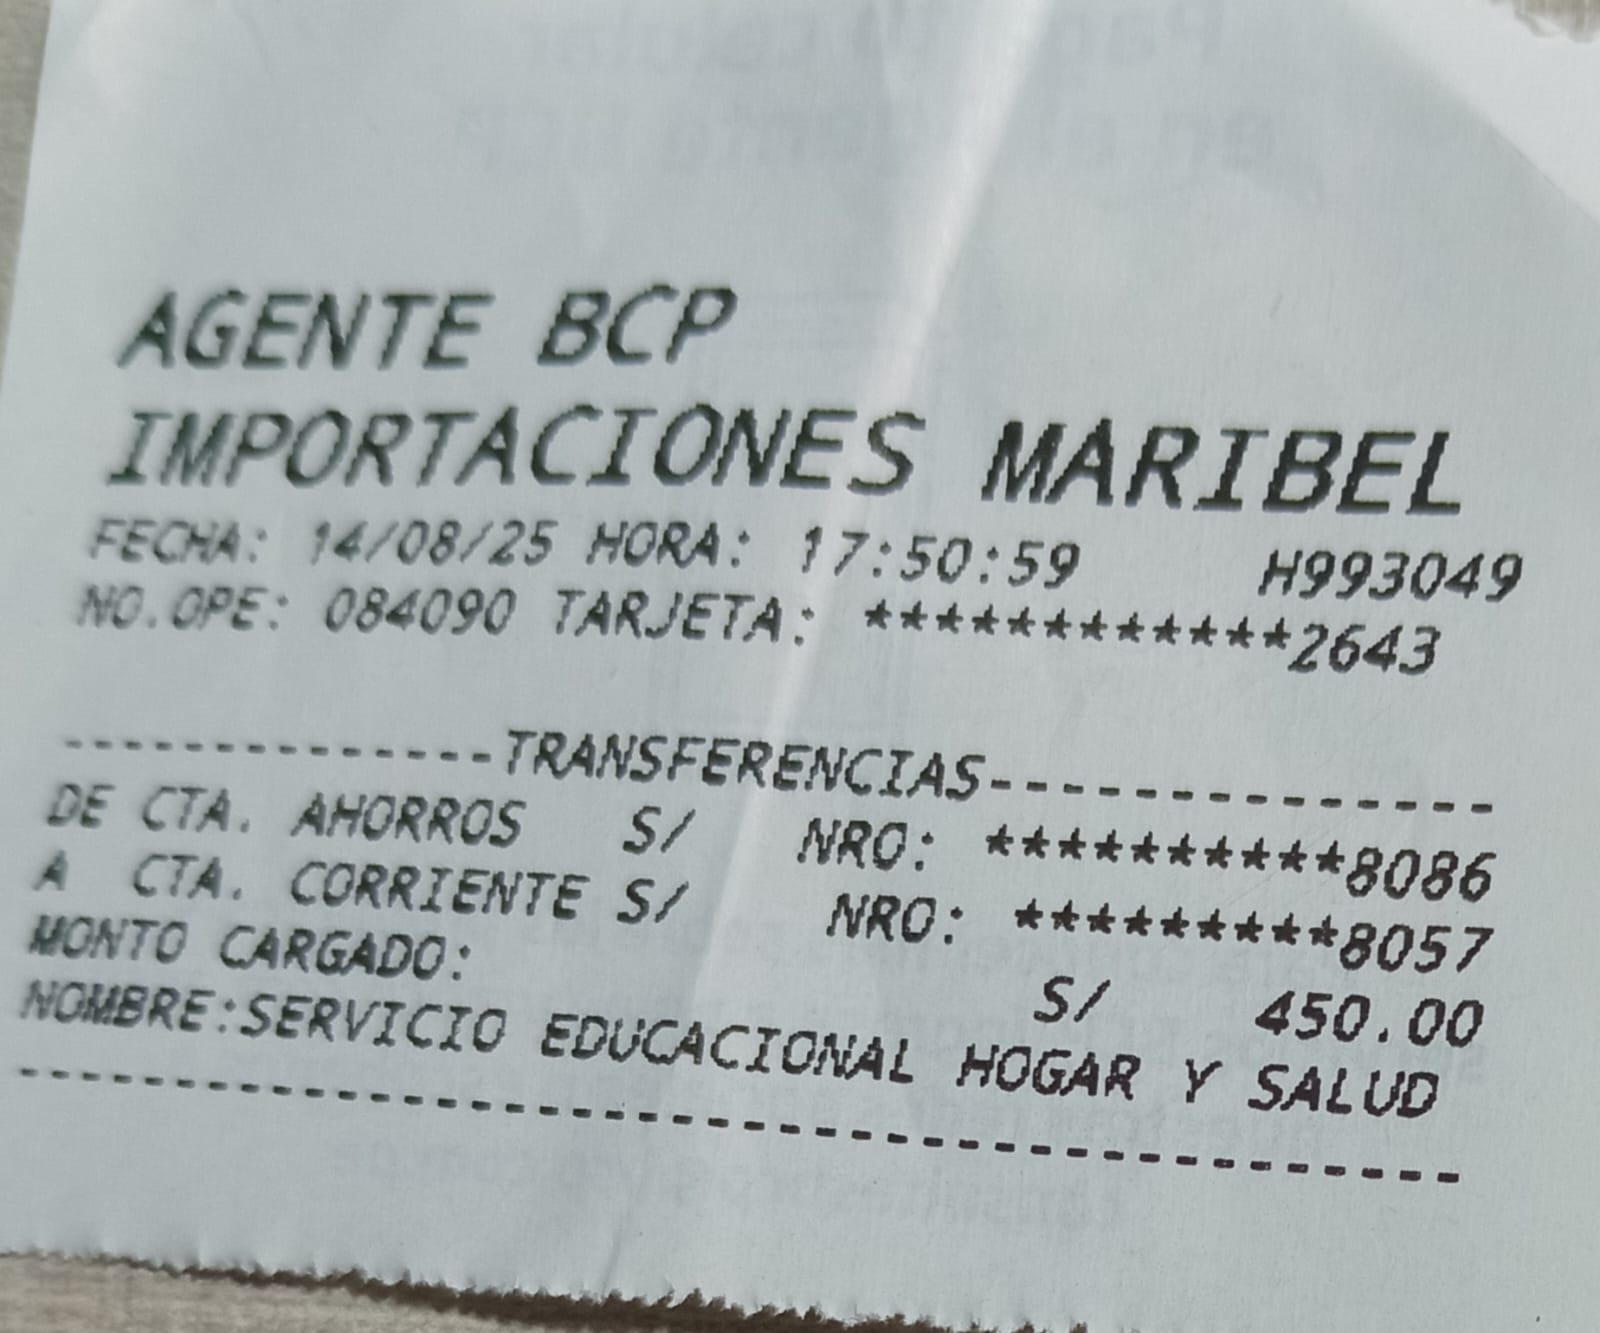 AGENTE BCP
IMPORTACIONES MARIBEL
FECHA: 14/08/25 HORA: 17:50:59 H993049
NO.OPE: 084090 TARJETA: ************2643
--------------TRANSFERENCIAS---------------
DE CTA. AHORROS S/ NRO: **********8086
A CTA. CORRIENTE S/ NRO: *********8057
MONTO CARGADO: S/ 450.00
NOMBRE:SERVICIO EDUCACIONAL HOGAR Y SALUD